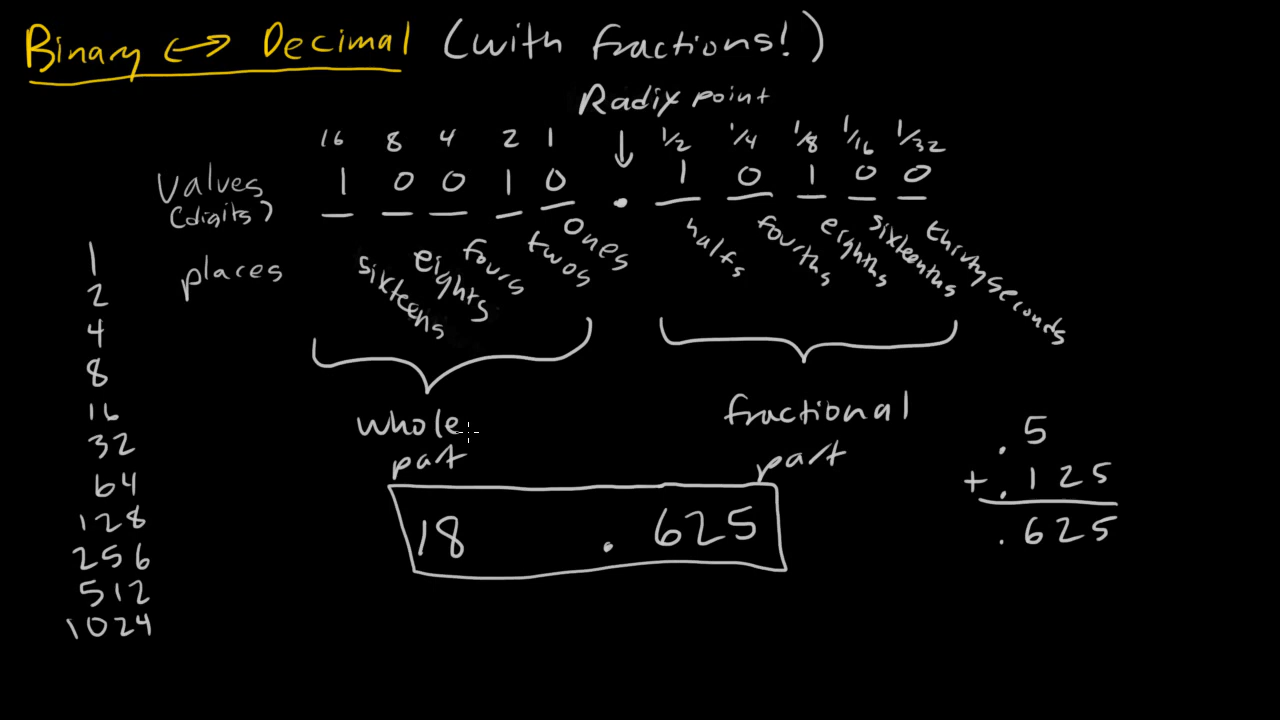 Binary ↔ Decimal (with fractions!)
Radix point
16 8 4 2 1 ↓ 1/2 1/4 1/8 1/16 1/32
Values 1 0 0 1 0 . 1 0 1 0 0
(digits)
places sixteens eights fours twos ones halfs fourths eighths sixteenths thirtyseconds
1
2
4
8
16
32
64
128
256
512
1024
whole
part
fractional
part
18 . 625
.5
+ .125
.625